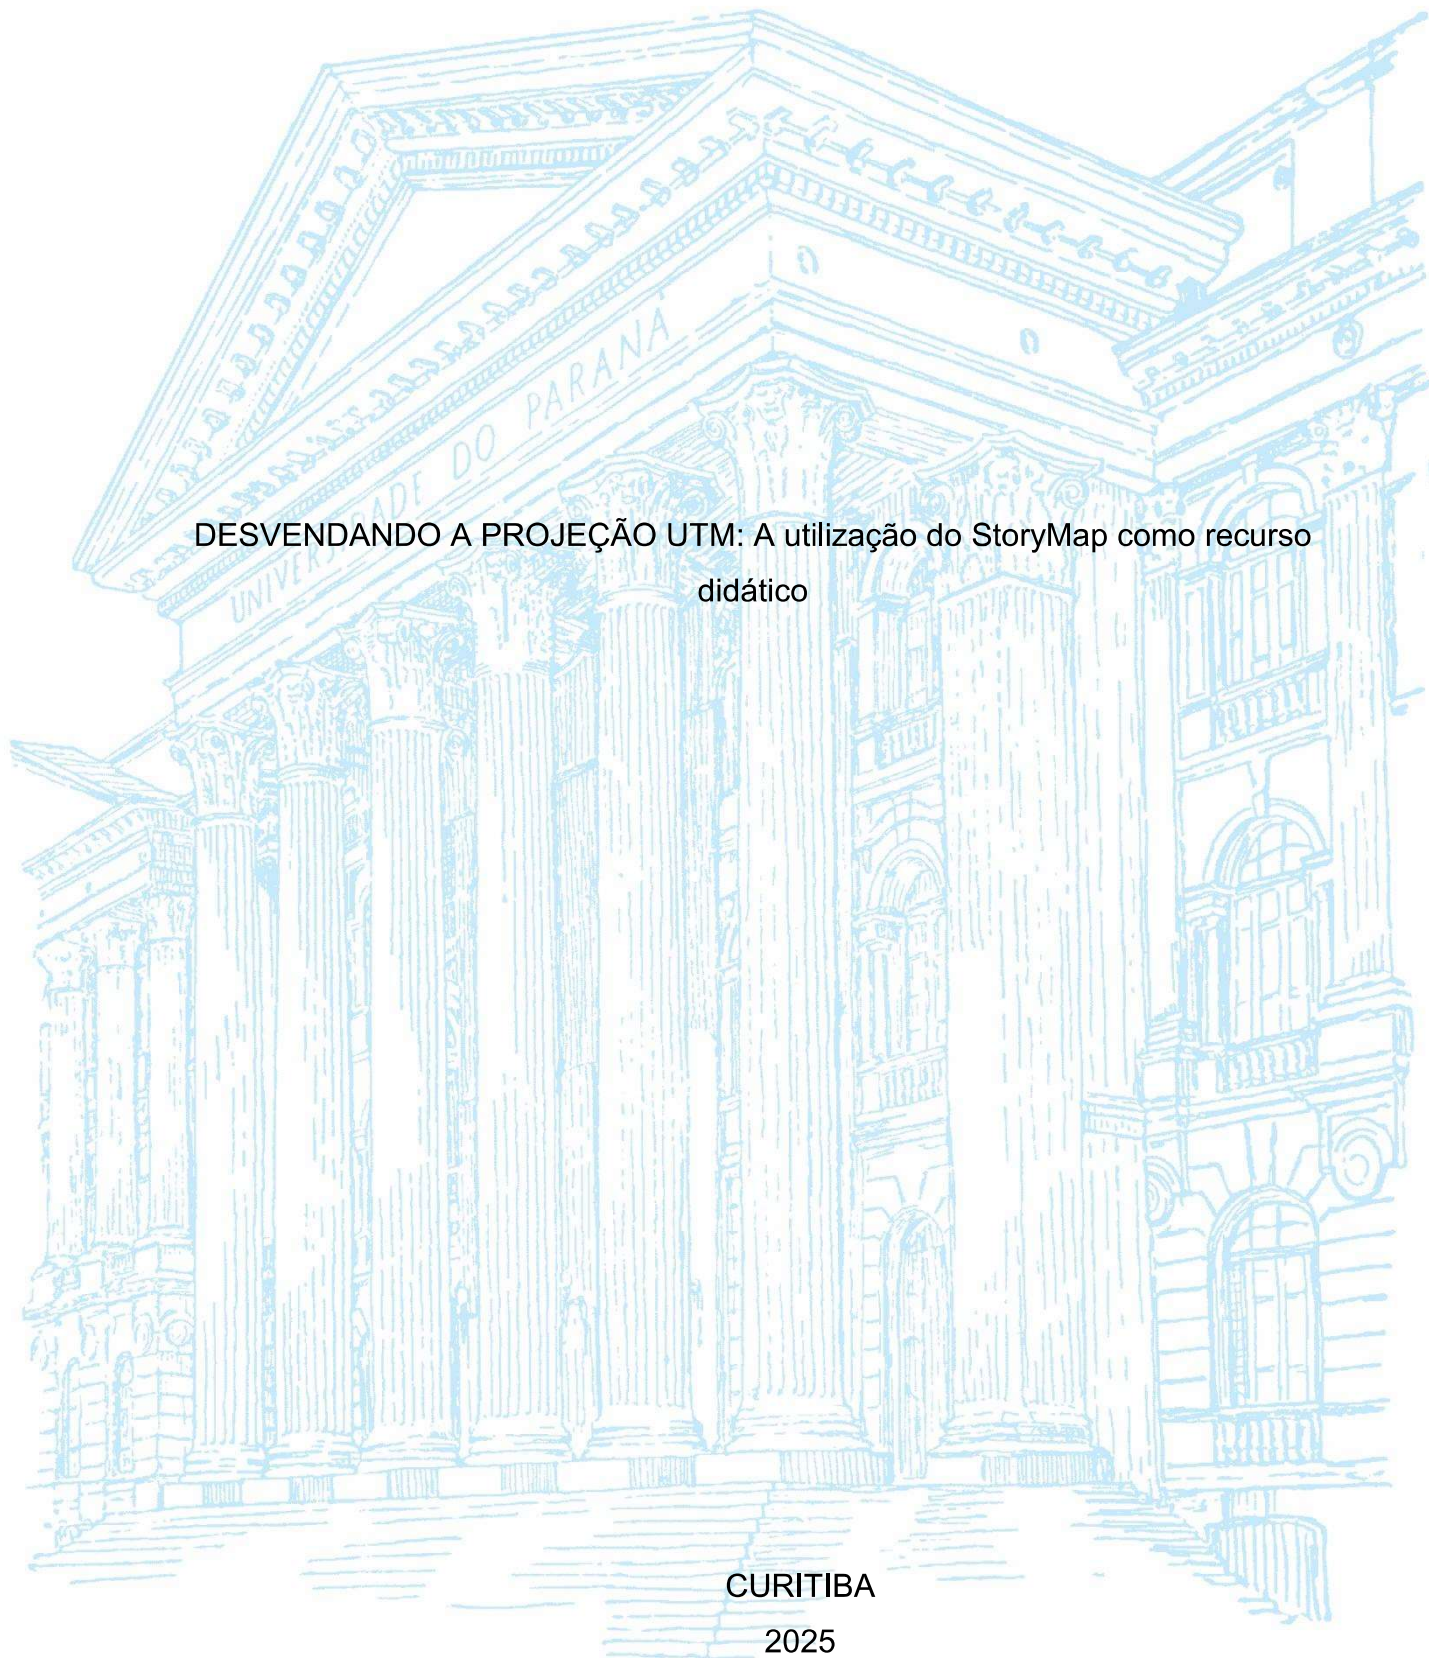 UNIVERSIDADE DO PARANÁ
DESVENDANDO A PROJEÇÃO UTM: A utilização do StoryMap como recurso
didático
CURITIBA
2025